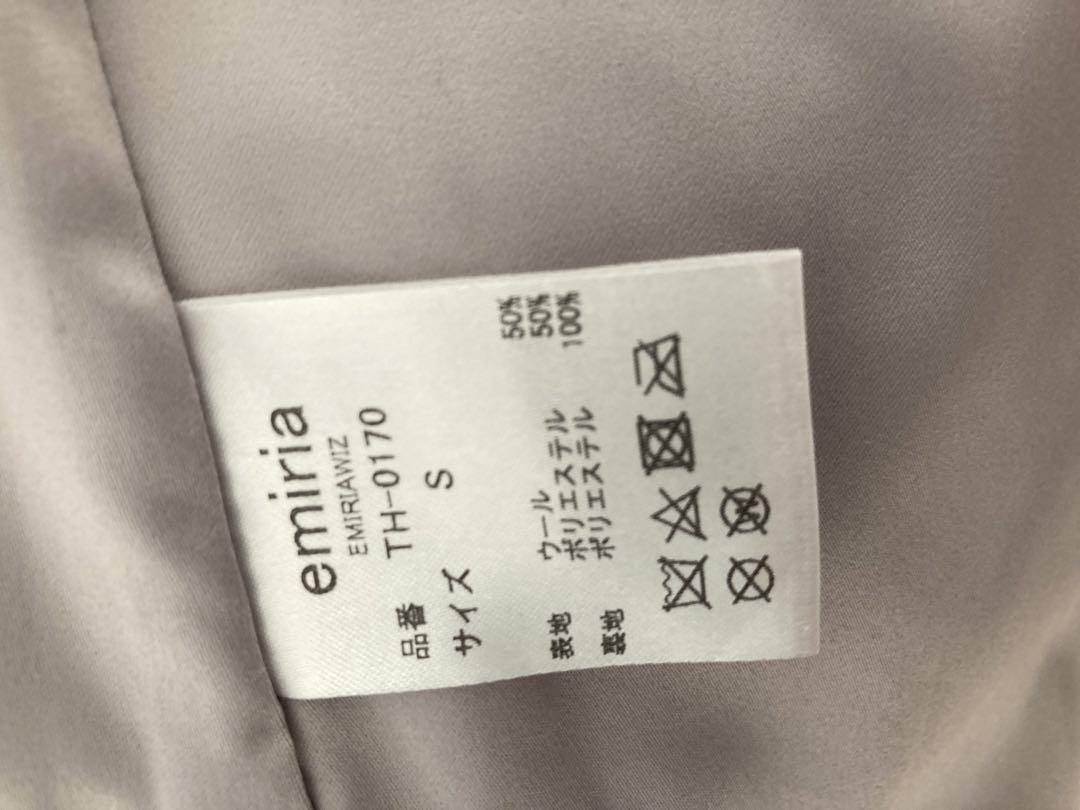 emiria
EMIRIAWIZ
品番 TH-0170
サイズ S
表地 ウール 50%
ポリエステル 50%
裏地 ポリエステル 100%